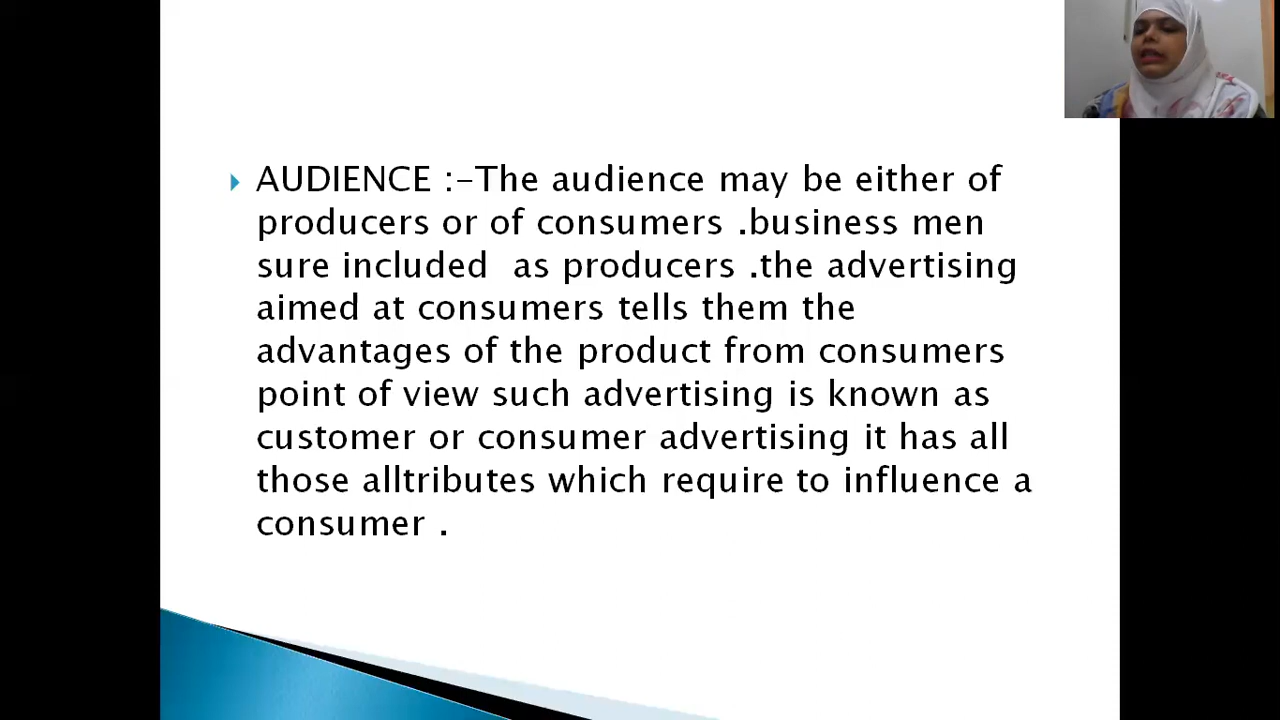 AUDIENCE :-The audience may be either of
producers or of consumers .business men
sure included as producers .the advertising
aimed at consumers tells them the
advantages of the product from consumers
point of view such advertising is known as
customer or consumer advertising it has all
those alltributes which require to influence a
consumer .